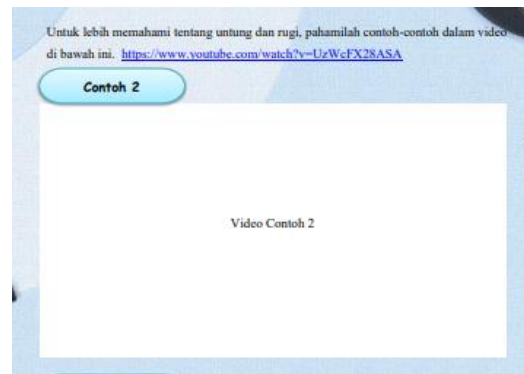 Untuk lebih memahami tentang untung dan rugi, pahamilah contoh-contoh dalam video
di bawah ini. https://www.youtube.com/watch?v=UzWcFX28ASA
Contoh 2
Video Contoh 2